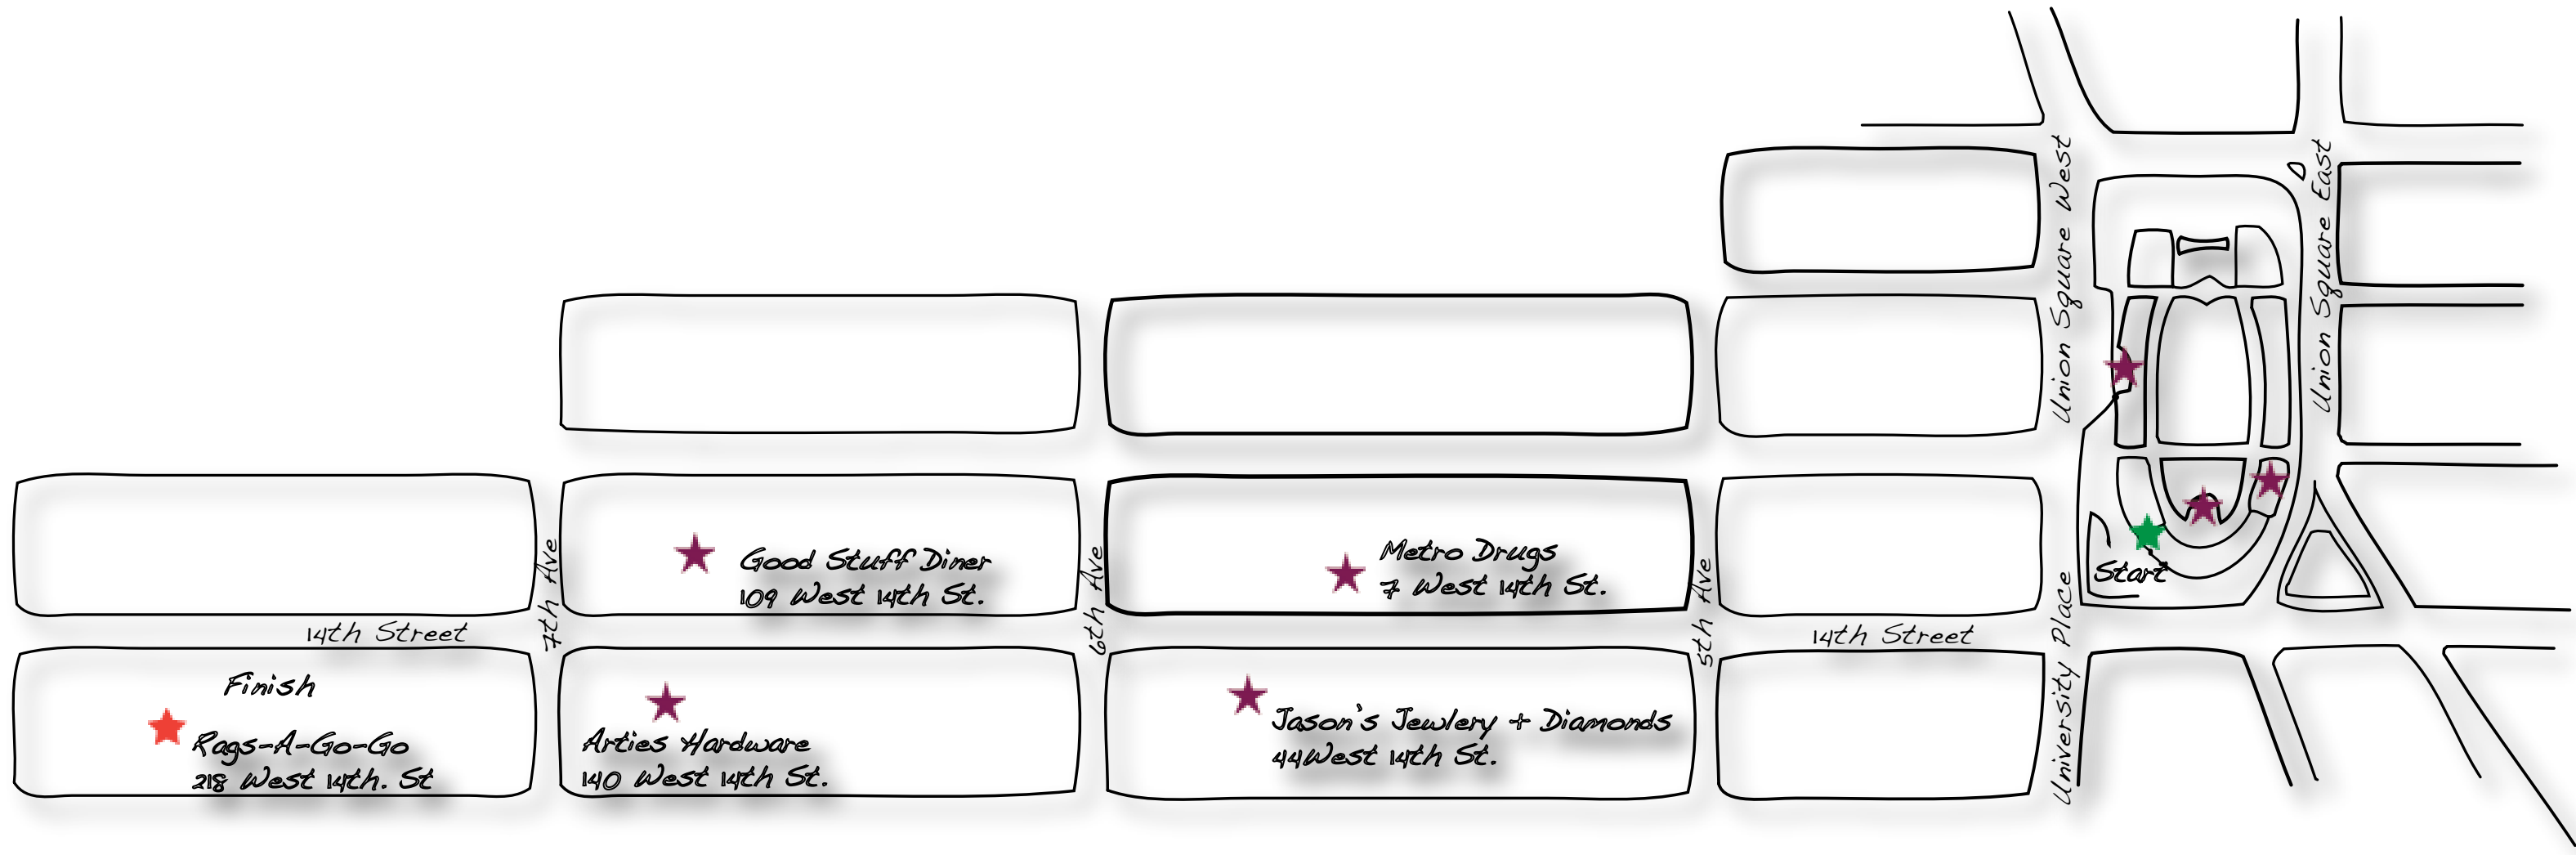 Union Square West
Union Square East
Good Stuff Diner
109 West 14th St.
Metro Drugs
7 West 14th St.
Start
7th Ave
6th Ave
5th Ave
14th Street
14th Street
University Place
Finish
Rags-A-Go-Go
218 West 14th. St
Arties Hardware
140 West 14th St.
Jason's Jewlery + Diamonds
44West 14th St.